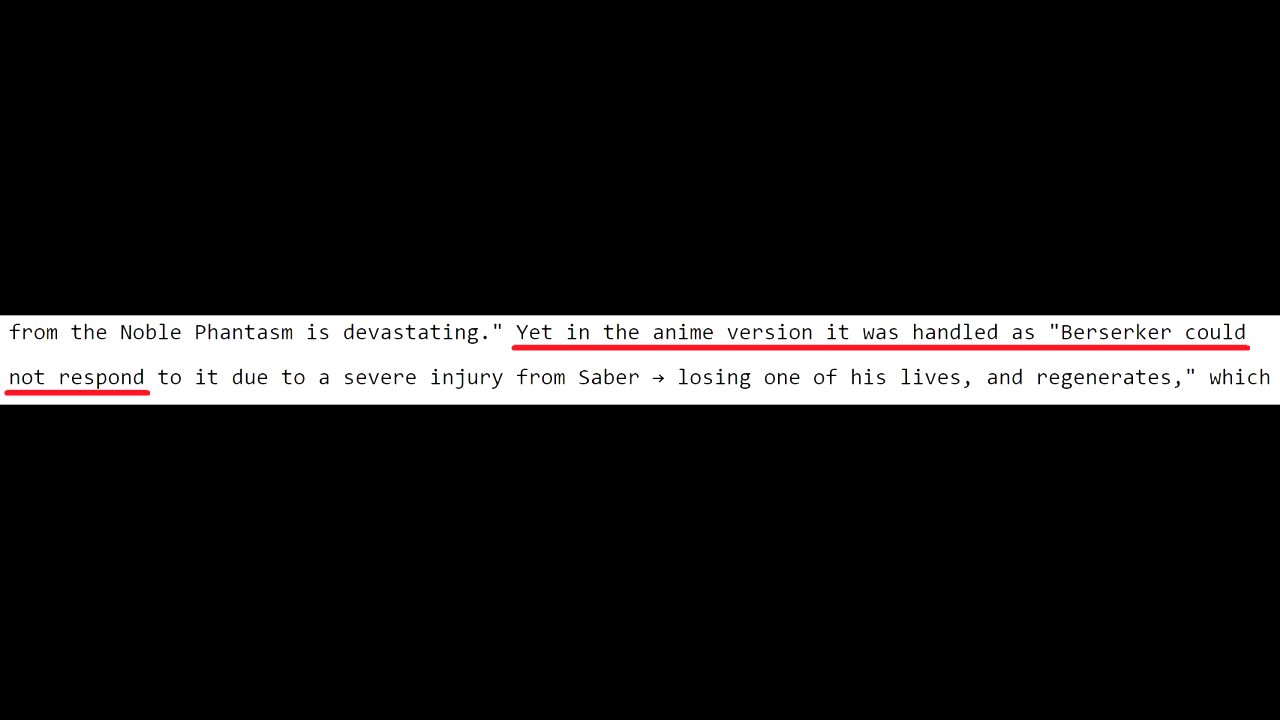 from the Noble Phantasm is devastating." Yet in the anime version it was handled as "Berserker could
not respond to it due to a severe injury from Saber → losing one of his lives, and regenerates," which